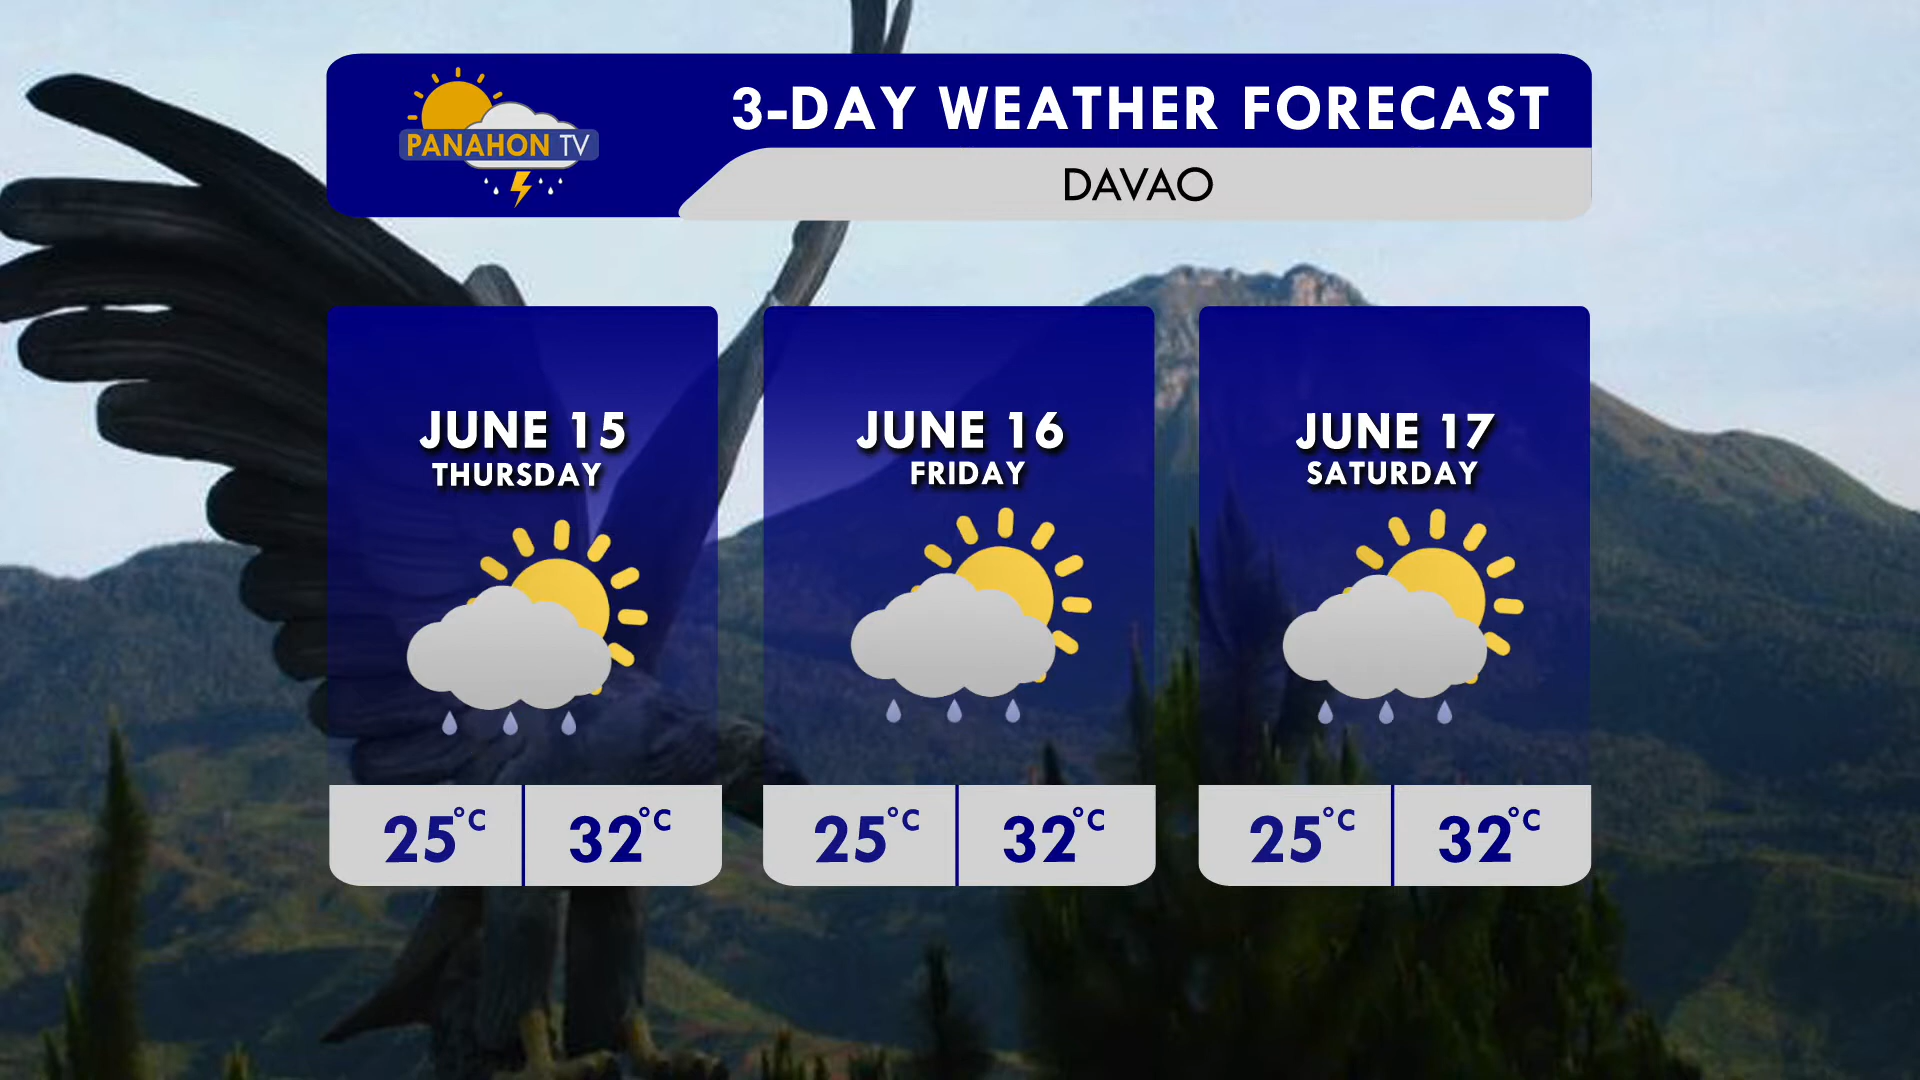 PANAHON TV
3-DAY WEATHER FORECAST
DAVAO
JUNE 15
THURSDAY
25°C
32°C
JUNE 16
FRIDAY
25°C
32°C
JUNE 17
SATURDAY
25°C
32°C